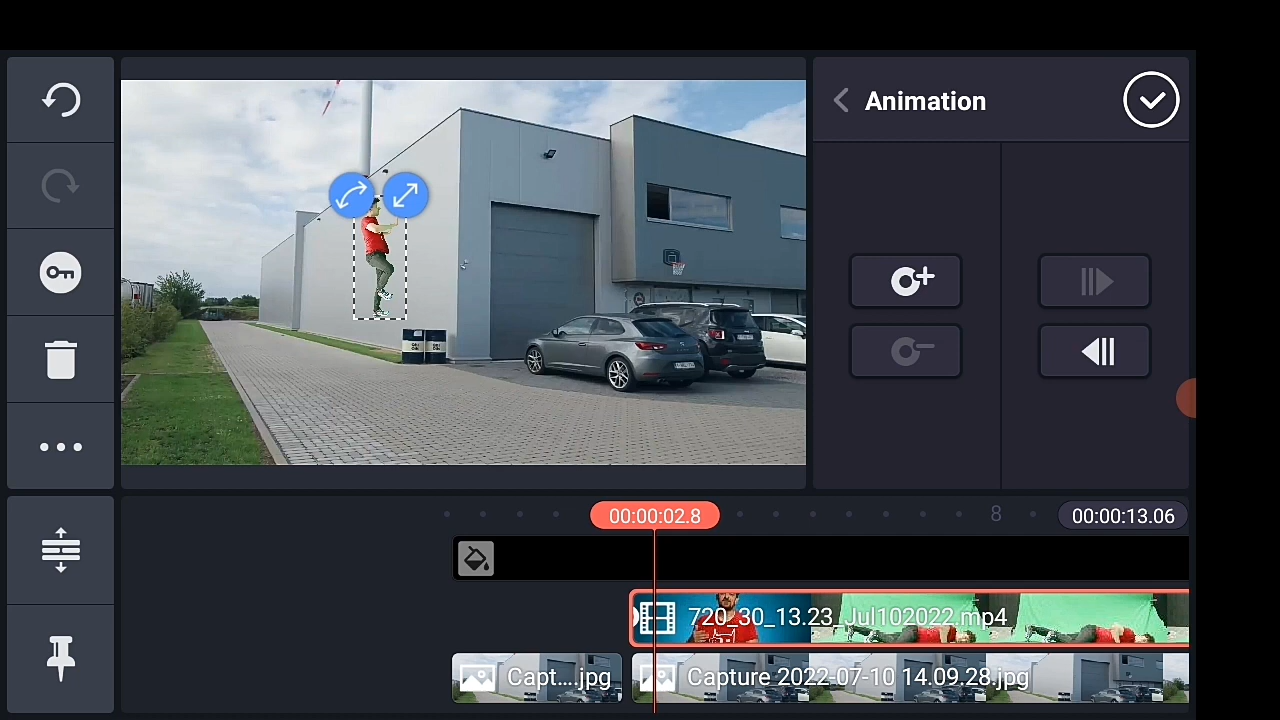 Animation
00:00:02.8
8
00:00:13.06
720_30_13.23_Jul102022.mp4
Capt....jpg
Capture 2022-07-10 14.09.28.jpg